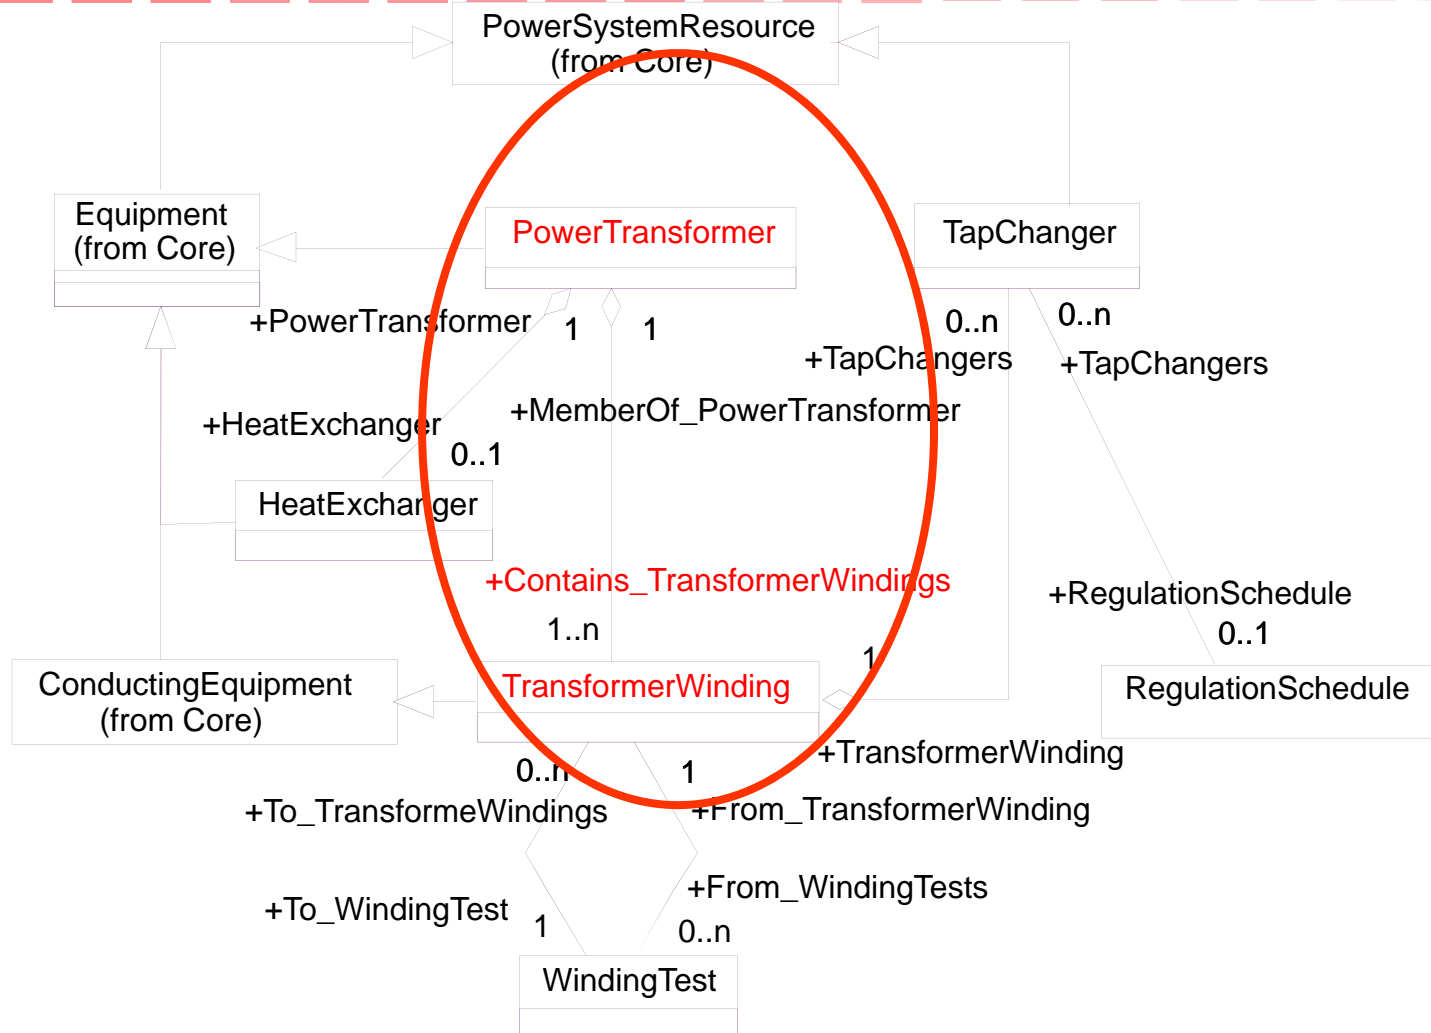 PowerSystemResource
(from Core)
Equipment
(from Core)
PowerTransformer
TapChanger
+PowerTransformer
1
1
0..n
0..n
+TapChangers
+TapChangers
+HeatExchanger
+MemberOf_PowerTransformer
0..1
HeatExchanger
+Contains_TransformerWindings
+RegulationSchedule
1..n
0..1
1
ConductingEquipment
(from Core)
TransformerWinding
RegulationSchedule
+TransformerWinding
0..n
1
+To_TransformeWindings
+From_TransformerWinding
+From_WindingTests
+To_WindingTest
1
0..n
WindingTest